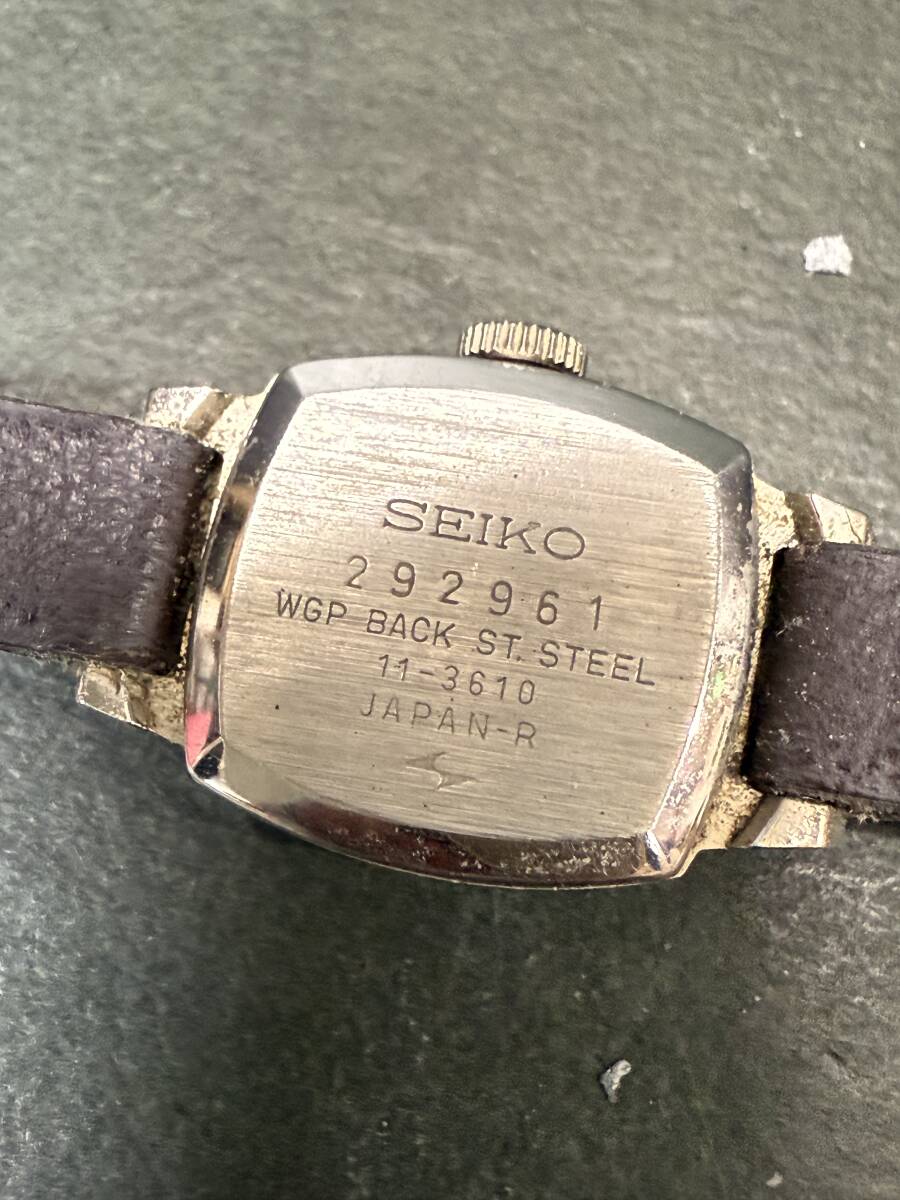 SEIKO
292961
WGP BACK ST. STEEL
11-3610
JAPAN-R